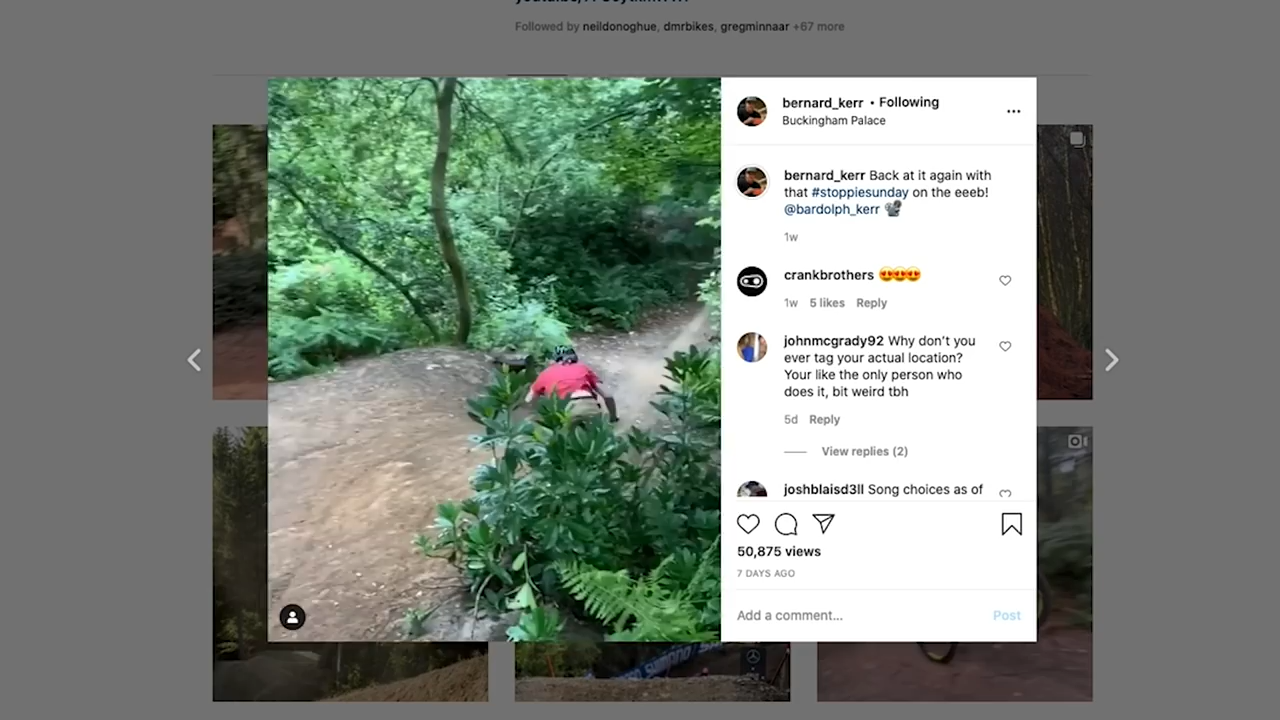 Followed by neildonoghue, dmrbikes, gregminnaar +67 more
bernard_kerr • Following
Buckingham Palace
bernard_kerr Back at it again with
that #stoppiesunday on the eeeb!
@bardolph_kerr
1w
crankbrothers 😍😍😍
1w 5 likes Reply
johnmcgrady92 Why don't you
ever tag your actual location?
Your like the only person who
does it, bit weird tbh
5d Reply
View replies (2)
joshblaisd3ll Song choices as of
50,875 views
7 DAYS AGO
Add a comment... Post